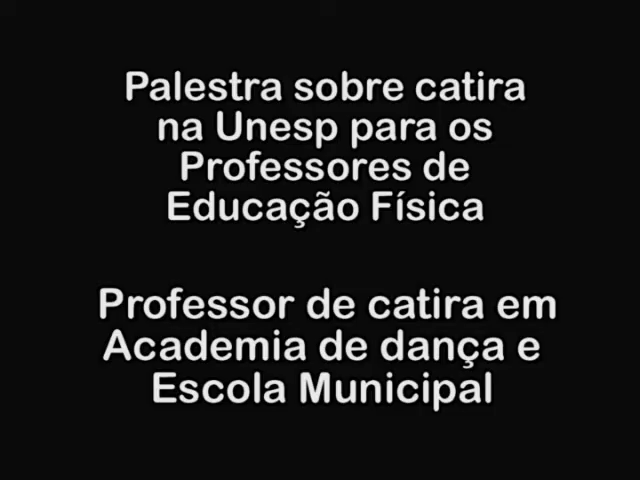 Palestra sobre catira
na Unesp para os
Professores de
Educação Física
Professor de catira em
Academia de dança e
Escola Municipal